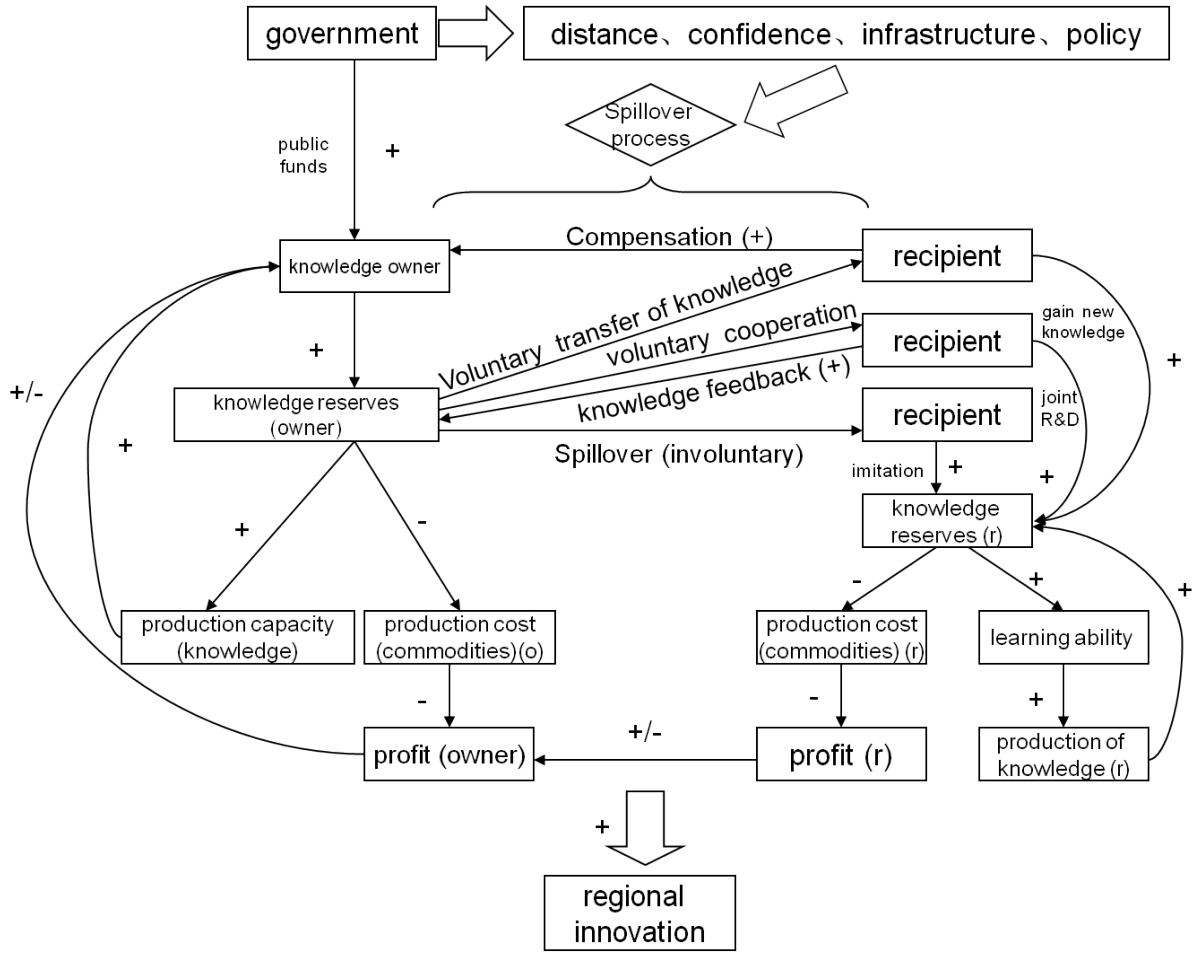 government
distance、confidence、infrastructure、policy
Spillover
process
public
funds
+
Compensation (+)
knowledge owner
recipient
Voluntary transfer of knowledge
gain new
knowledge
voluntary cooperation
recipient
+
+
knowledge feedback (+)
+/-
knowledge reserves
(owner)
joint
R&D
recipient
+
Spillover (involuntary)
imitation
+
+
knowledge
reserves (r)
+
-
-
+
+
production capacity
(knowledge)
production cost
(commodities) (o)
production cost
(commodities) (r)
learning ability
-
-
+
+/-
profit (owner)
profit (r)
production of
knowledge (r)
+
regional
innovation